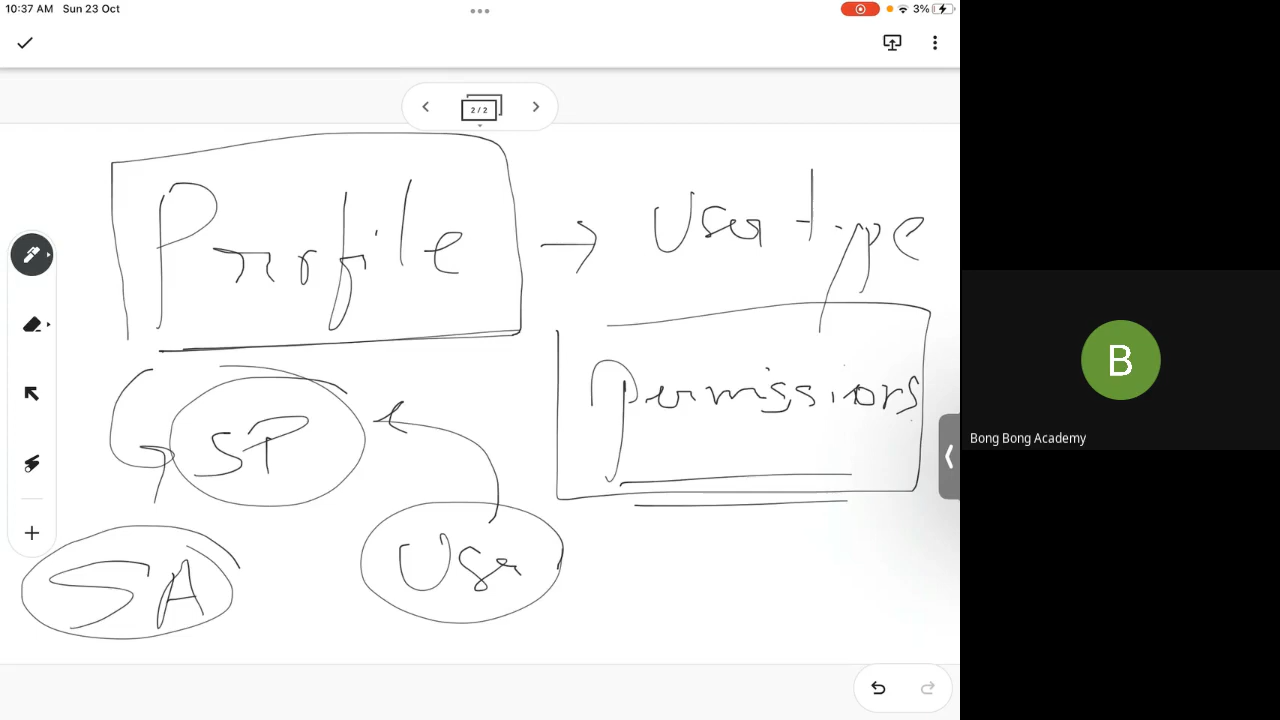 10:37 AM Sun 23 Oct
3%
2 / 2
Profile → User type
Permissions
SP
User
SA
B
Bong Bong Academy